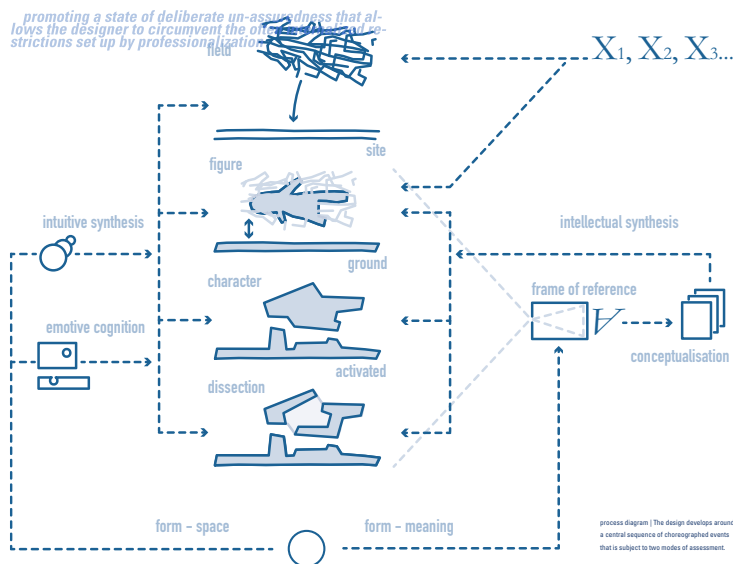 promoting a state of deliberate un-assuredness that al-
lows the designer to circumvent the re-
strictions set up by professionalization
field
X1, X2, X3...
site
figure
intuitive synthesis
intellectual synthesis
ground
character
frame of reference
emotive cognition
A
conceptualisation
activated
dissection
form – space
form – meaning
process diagram | The design develops around
a central sequence of choreographed events
that is subject to two modes of assessment.